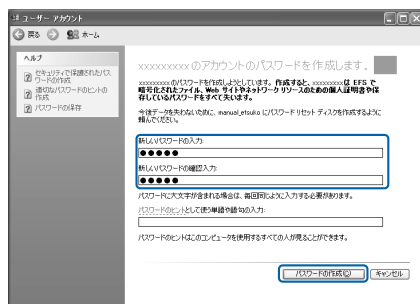 ユーザー アカウント
戻る
ホーム
ヘルプ
セキュリティで保護されたパス
ワードの作成
適切なパスワードのヒントの
作成
パスワードの保存
xxxxxxxxx のアカウントのパスワードを作成します。
xxxxxxxxx のパスワードを作成しようとしています。作成すると、xxxxxxxxx は EFS で
暗号化されたファイル、Web サイトやネットワーク リソースのための個人証明書や保
存しているパスワードをすべて失います。
今後データを失わないために、manual_etsuko にパスワード リセット ディスクを作成するように
頼んでください。
新しいパスワードの入力:
●●●●●
新しいパスワードの確認入力:
●●●●●
パスワードに大文字が含まれる場合は、毎回同じように入力する必要があります。
パスワードのヒントとして使う単語や語句の入力:
パスワードのヒントはこのコンピュータを使用するすべての人が見ることができます。
パスワードの作成(C)
キャンセル